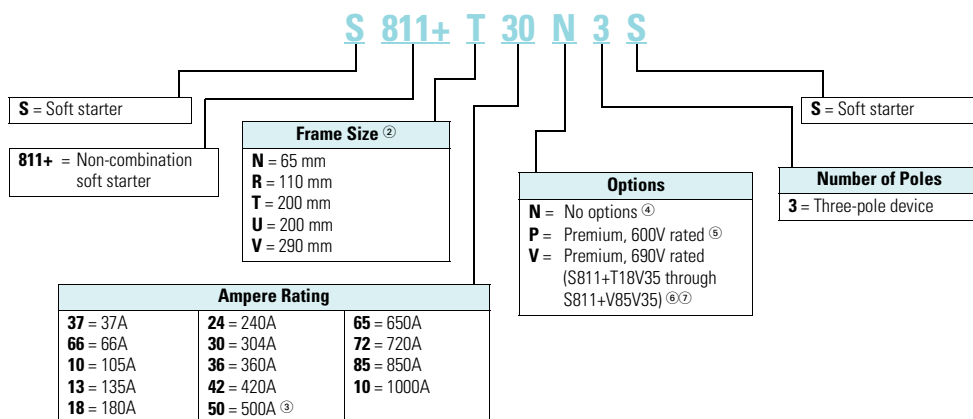 S 811+ T 30 N 3 S
S = Soft starter
811+ = Non-combination
soft starter
Frame Size ②
N = 65 mm
R = 110 mm
T = 200 mm
U = 200 mm
V = 290 mm
Ampere Rating
37 = 37A
66 = 66A
10 = 105A
13 = 135A
18 = 180A
24 = 240A
30 = 304A
36 = 360A
42 = 420A
50 = 500A ③
65 = 650A
72 = 720A
85 = 850A
10 = 1000A
Options
N = No options ④
P = Premium, 600V rated ⑤
V = Premium, 690V rated
(S811+T18V35 through
S811+V85V35) ⑥⑦
Number of Poles
3 = Three-pole device
S = Soft starter